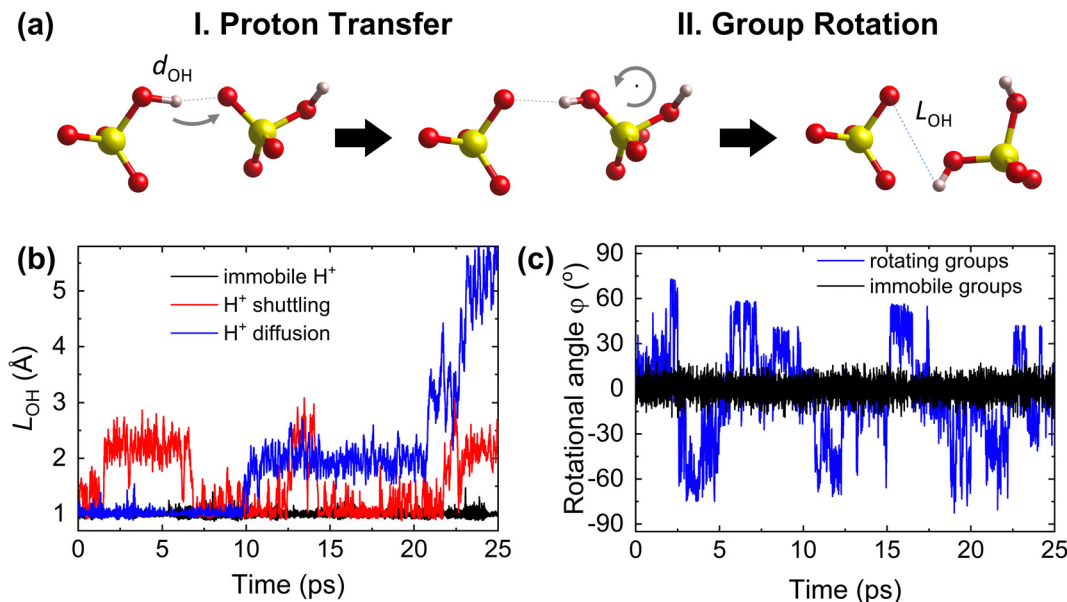 (a) I. Proton Transfer II. Group Rotation
dOH
LOH
(b)
immobile H⁺
H⁺ shuttling
H⁺ diffusion
LOH (Å)
5
4
3
2
1
0 5 10 15 20 25
Time (ps)
(c)
rotating groups
immobile groups
Rotational angle φ (°)
90
60
30
0
-30
-60
-90
0 5 10 15 20 25
Time (ps)